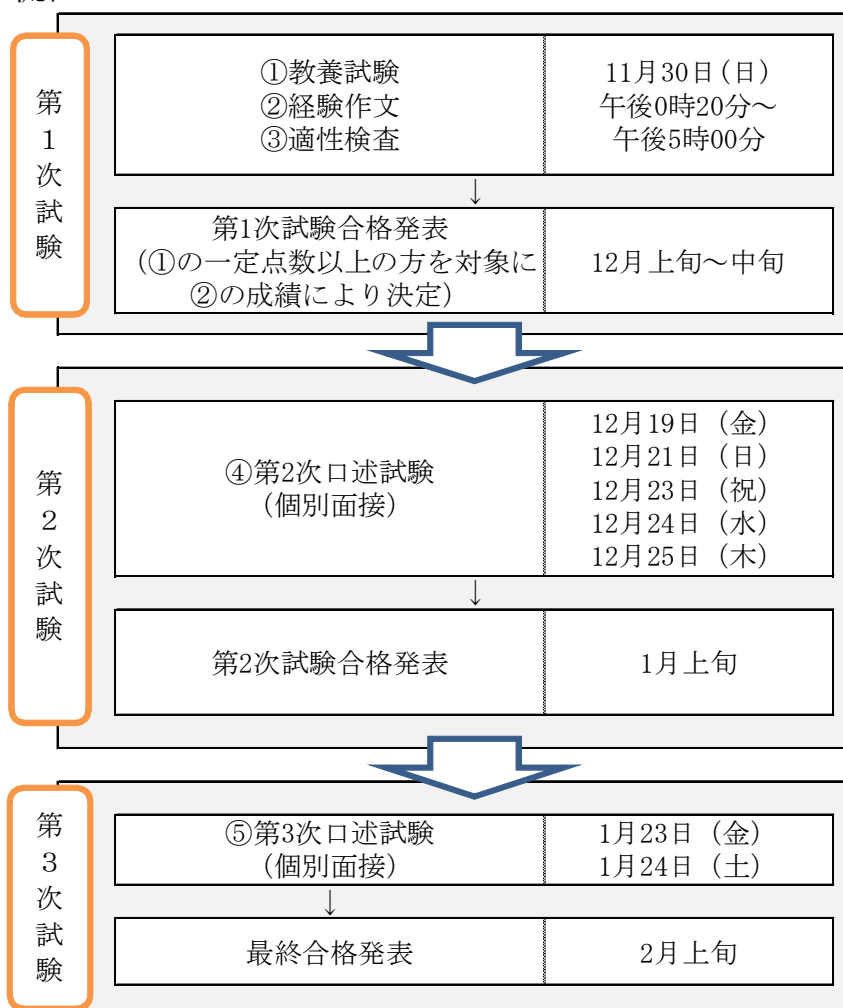 第1次試験
①教養試験
②経験作文
③適性検査
11月30日(日)
午後0時20分~
午後5時00分
↓
第1次試験合格発表
(①の一定点数以上の方を対象に
②の成績により決定)
12月上旬~中旬
第2次試験
④第2次口述試験
(個別面接)
12月19日 (金)
12月21日 (日)
12月23日 (祝)
12月24日 (水)
12月25日 (木)
↓
第2次試験合格発表
1月上旬
第3次試験
⑤第3次口述試験
(個別面接)
1月23日 (金)
1月24日 (土)
↓
最終合格発表
2月上旬